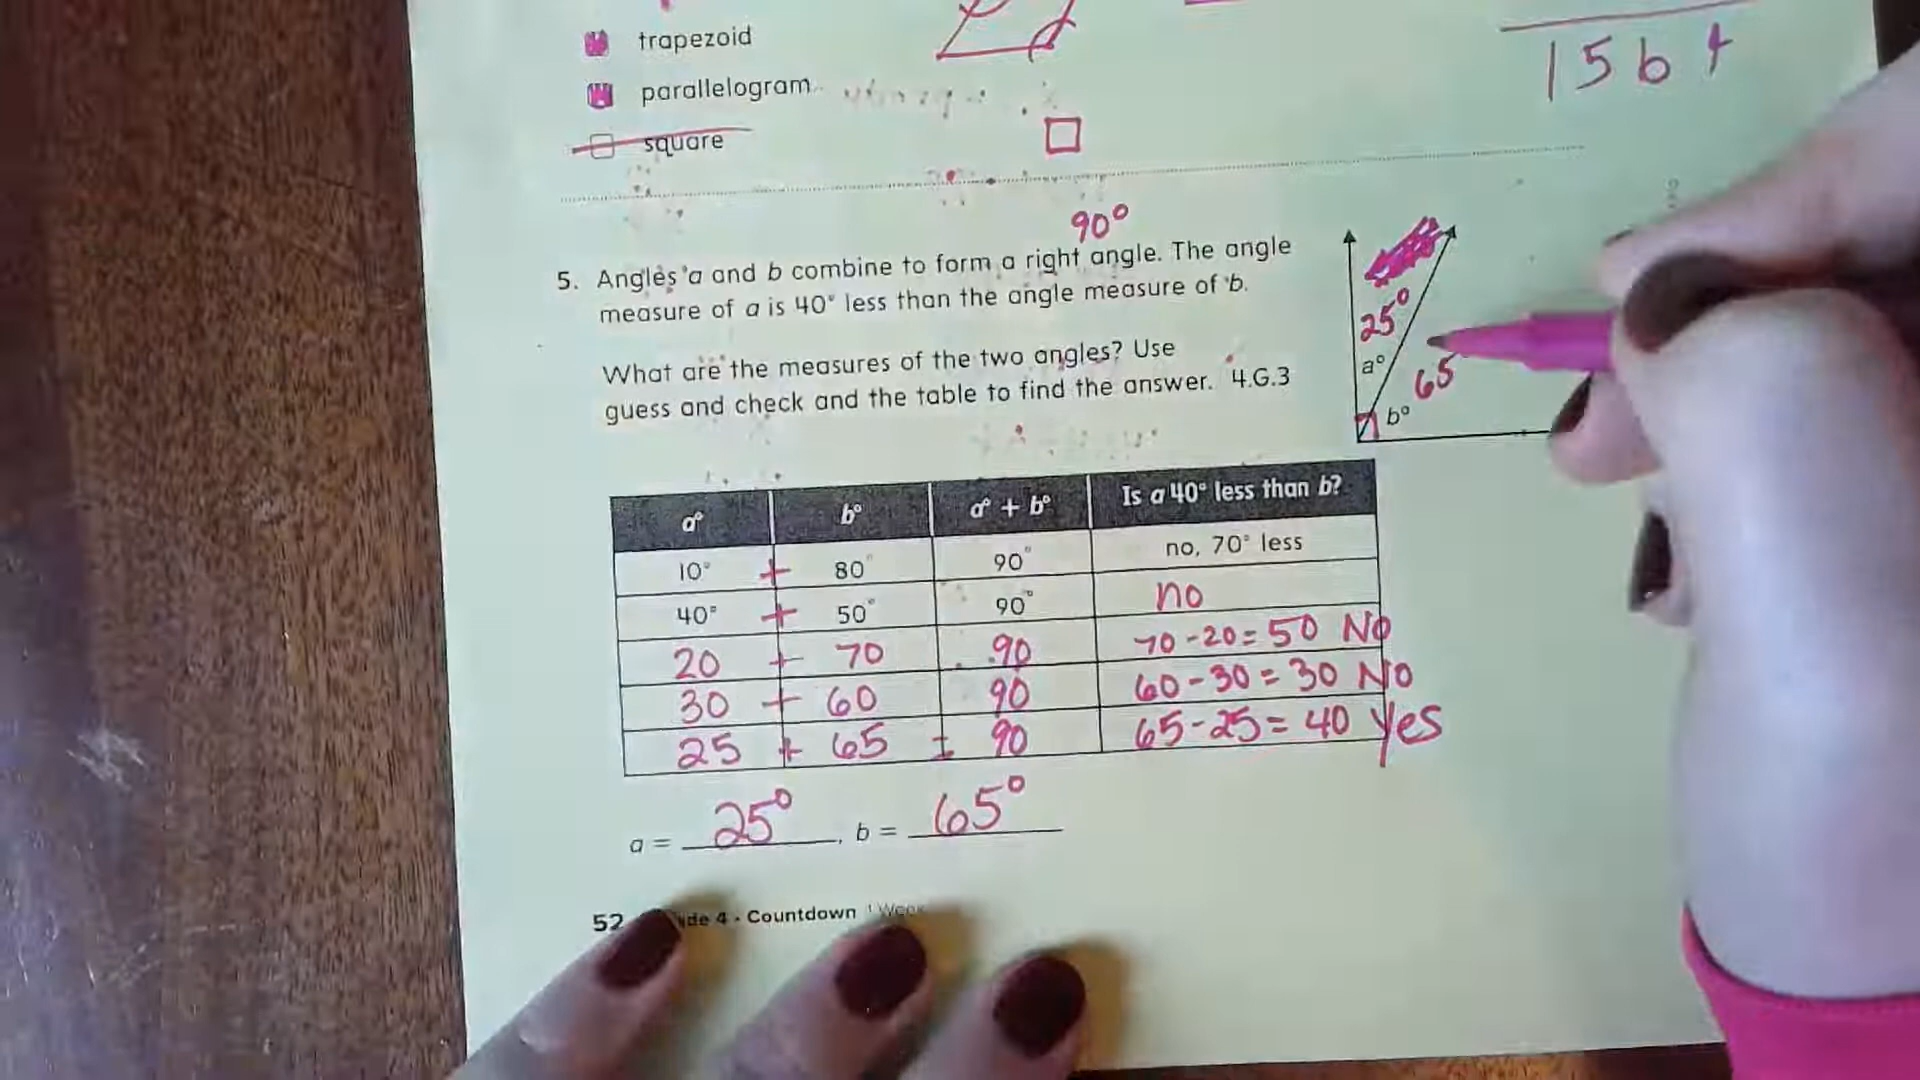 trapezoid
parallelogram
square
156 +
90°
5. Angles a and b combine to form a right angle. The angle
measure of a is 40° less than the angle measure of b.
What are the measures of the two angles? Use
guess and check and the table to find the answer. 4.G.3
25°
a°
65
b°
a° b° a° + b° Is a 40° less than b?
10° + 80° 90° no, 70° less
40° + 50° 90° no
20 + 70 90 70-20=50 No
30 + 60 90 60-30=30 No
25 + 65 = 90 65-25=40 Yes
a = 25°, b = 65°
52 de 4 • Countdown